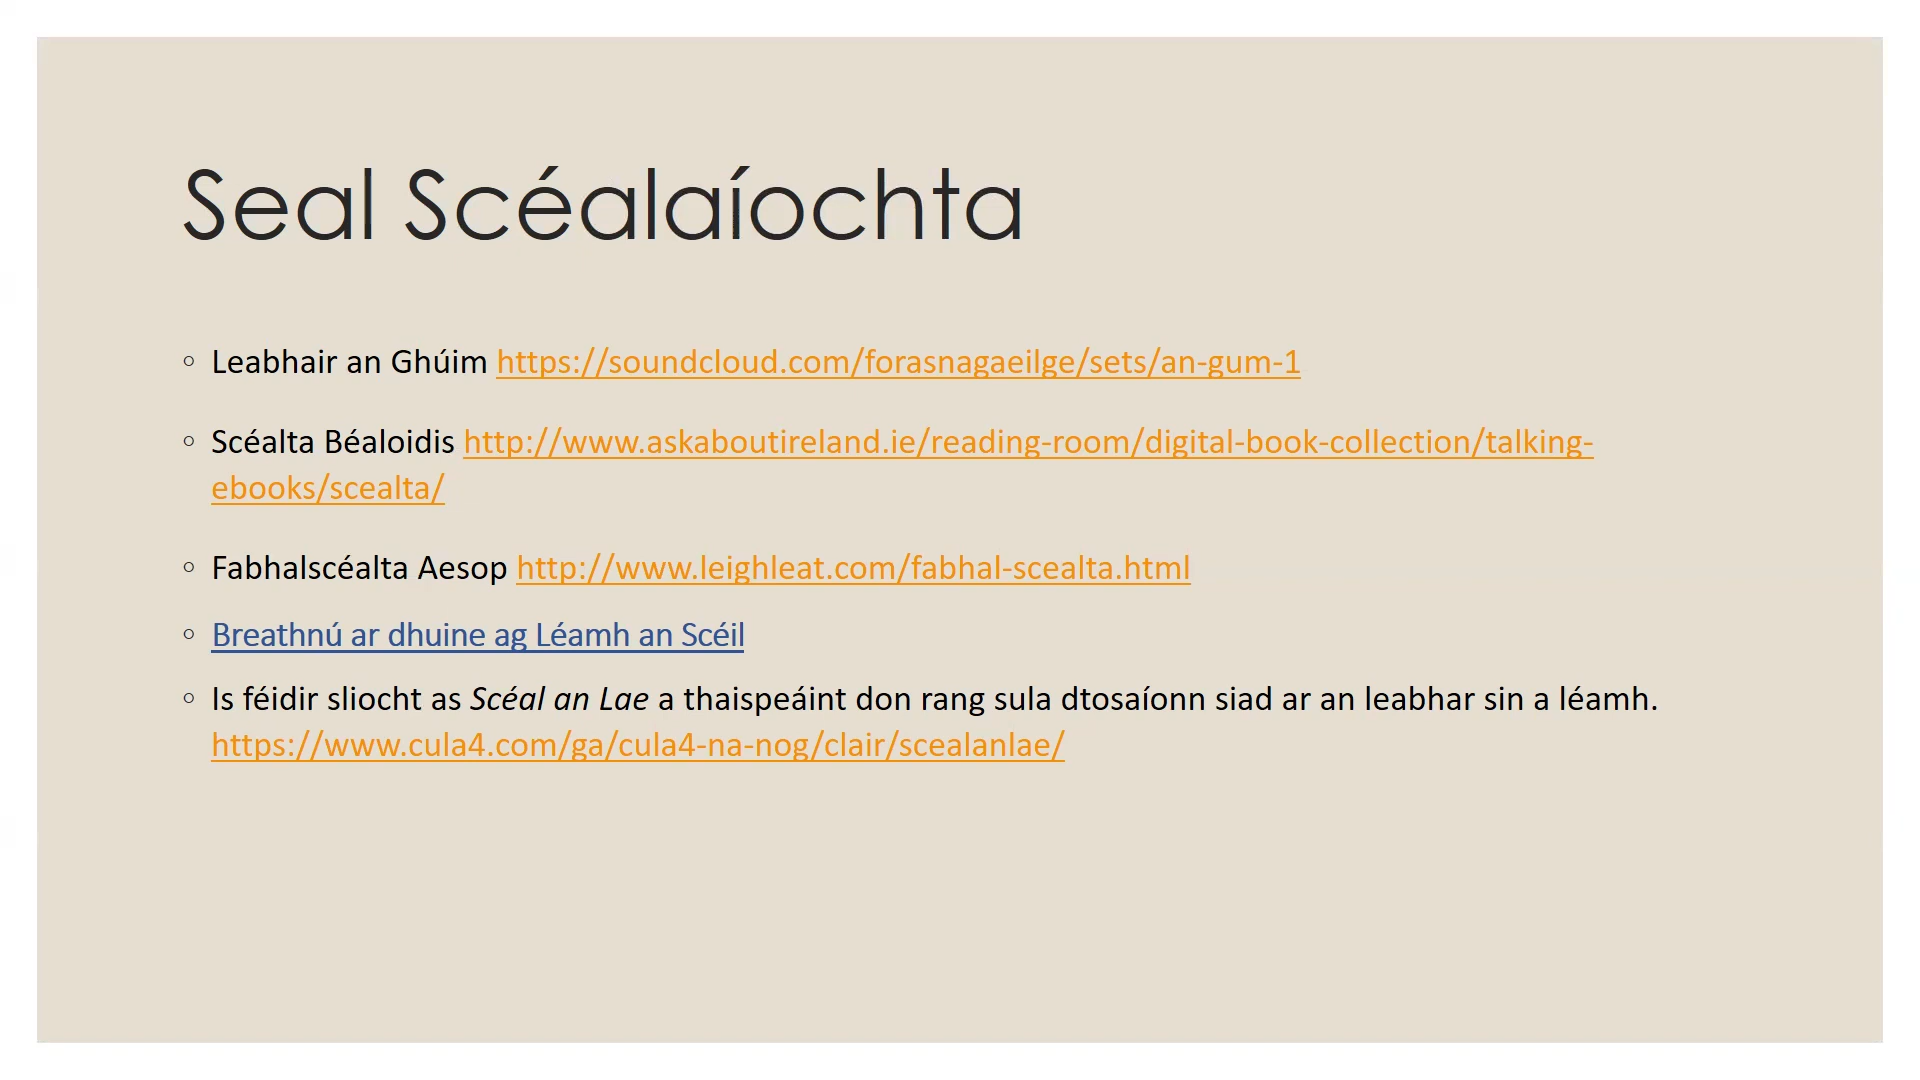 Seal Scéalaíochta
◦ Leabhair an Ghúim https://soundcloud.com/forasnagaeilge/sets/an-gum-1
◦ Scéalta Béaloidis http://www.askaboutireland.ie/reading-room/digital-book-collection/talking-
ebooks/scealta/
◦ Fabhalscéalta Aesop http://www.leighleat.com/fabhal-scealta.html
◦ Breathnú ar dhuine ag Léamh an Scéil
◦ Is féidir sliocht as Scéal an Lae a thaispeáint don rang sula dtosaíonn siad ar an leabhar sin a léamh.
https://www.cula4.com/ga/cula4-na-nog/clair/scealanlae/